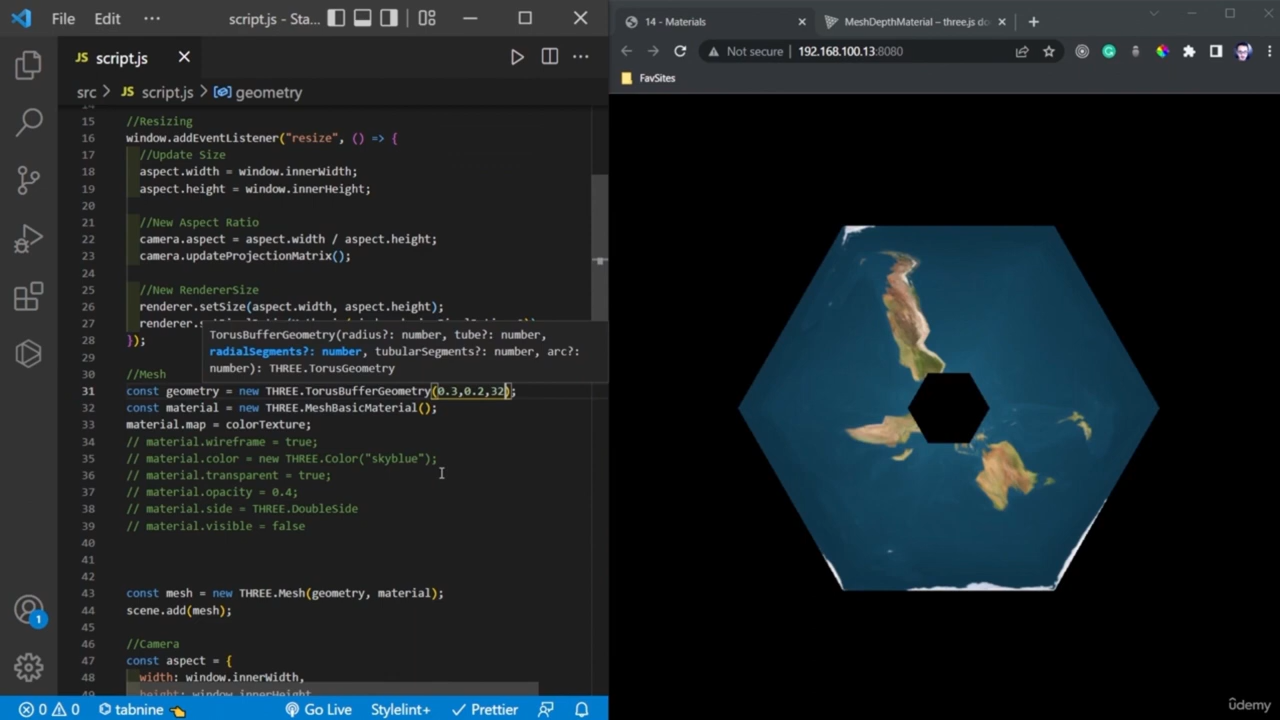 File Edit ··· script.js - Sta...
script.js
src > JS script.js > geometry
15 //Resizing
16 window.addEventListener("resize", () => {
17 //Update Size
18 aspect.width = window.innerWidth;
19 aspect.height = window.innerHeight;
20
21 //New Aspect Ratio
22 camera.aspect = aspect.width / aspect.height;
23 camera.updateProjectionMatrix();
24
25 //New RendererSize
26 renderer.setSize(aspect.width, aspect.height);
27 renderer.s
28 });
TorusBufferGeometry(radius?: number, tube?: number,
radialSegments?: number, tubularSegments?: number, arc?:
number): THREE.TorusGeometry
29
30 //Mesh
31 const geometry = new THREE.TorusBufferGeometry(0.3,0.2,32);
32 const material = new THREE.MeshBasicMaterial();
33 material.map = colorTexture;
34 // material.wireframe = true;
35 // material.color = new THREE.Color("skyblue");
36 // material.transparent = true;
37 // material.opacity = 0.4;
38 // material.side = THREE.DoubleSide
39 // material.visible = false
40
41
42
43 const mesh = new THREE.Mesh(geometry, material);
44 scene.add(mesh);
45
46 //Camera
47 const aspect = {
48 width: window.innerWidth,
49 height: window.innerHeight
1
0 0 tabnine Go Live Stylelint+ Prettier
14 - Materials
MeshDepthMaterial – three.js do
Not secure | 192.168.100.13:8080
FavSites
ûdemy